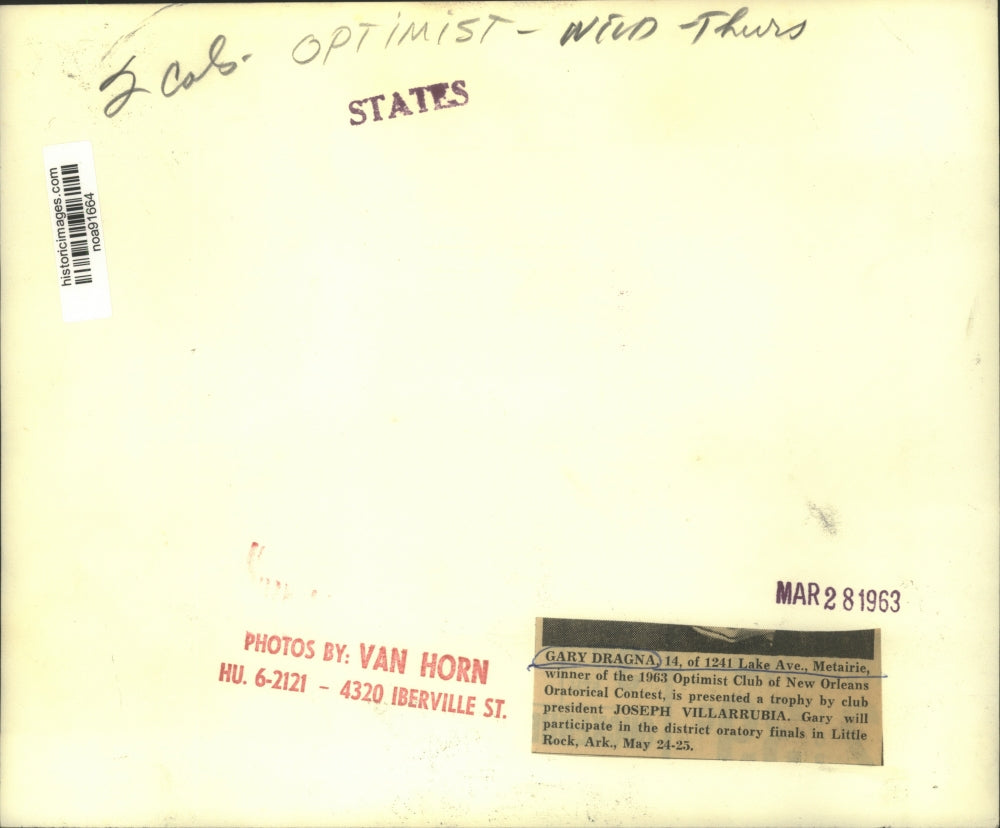 2 Cols. OPTIMIST - WED - Thurs
STATES
historicimages.com
noa91664
MAR 28 1963
PHOTOS BY: VAN HORN
HU. 6-2121 - 4320 IBERVILLE ST.
GARY DRAGNA, 14, of 1241 Lake Ave., Metairie,
winner of the 1963 Optimist Club of New Orleans
Oratorical Contest, is presented a trophy by club
president JOSEPH VILLARRUBIA. Gary will
participate in the district oratory finals in Little
Rock, Ark., May 24-25.